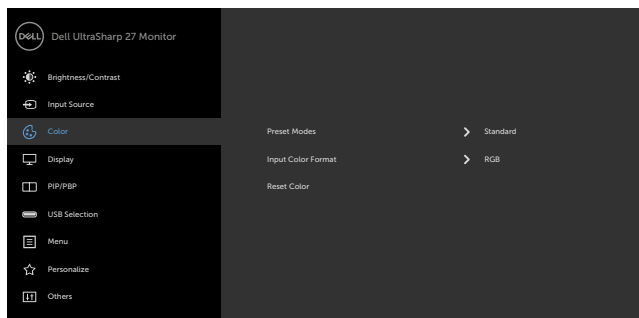 DELL Dell UltraSharp 27 Monitor
Brightness/Contrast
Input Source
Color
Preset Modes Standard
Input Color Format RGB
Reset Color
Display
PIP/PBP
USB Selection
Menu
Personalize
Others